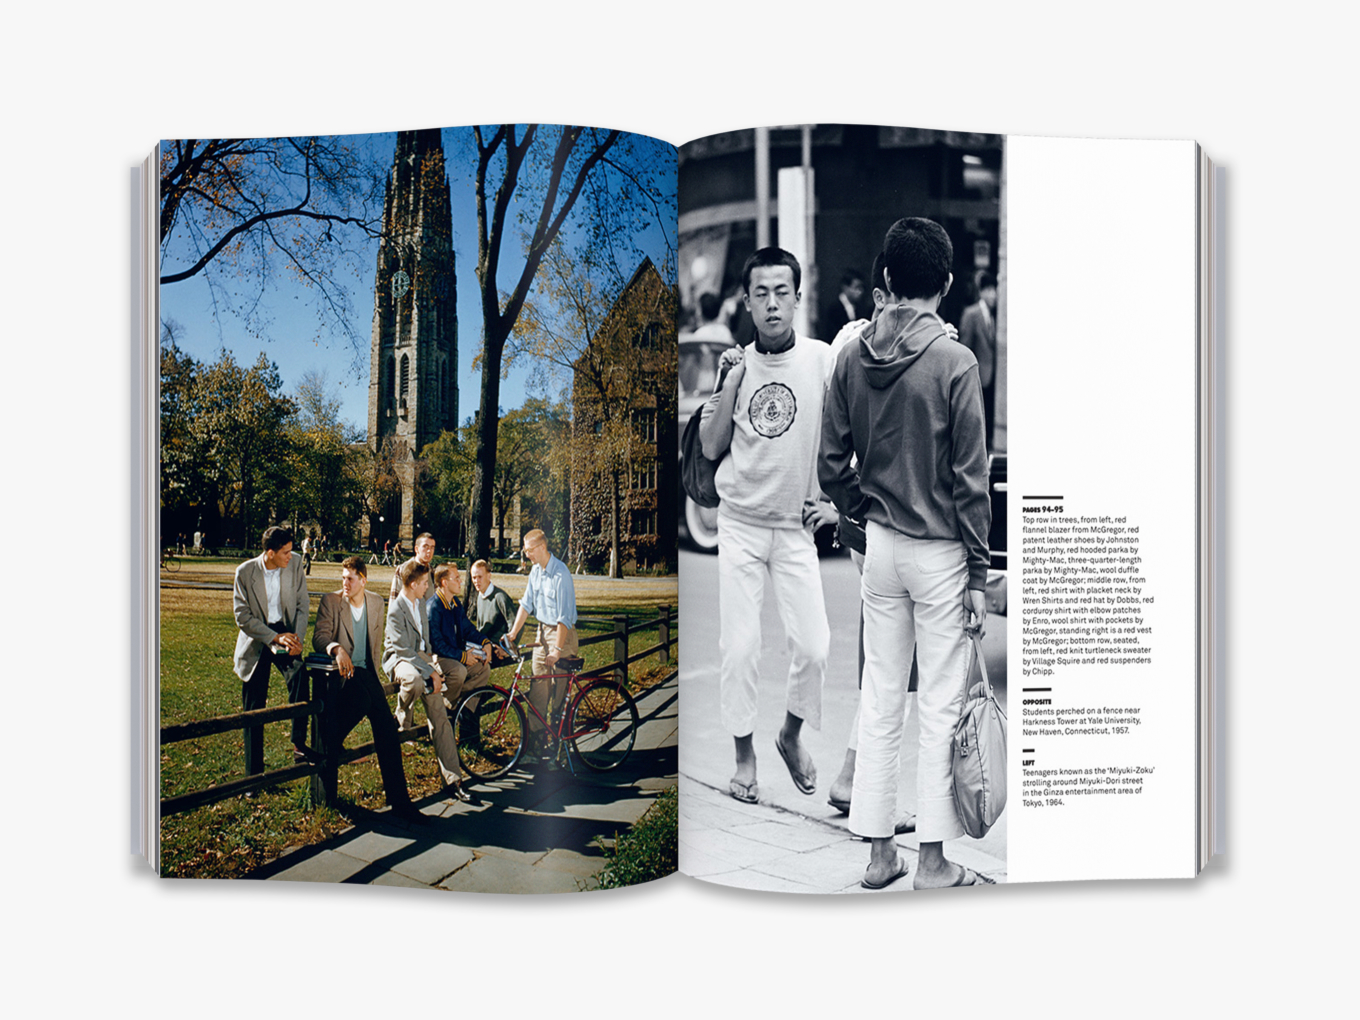 PAGES 94–95
Top row in trees, from left, red
flannel blazer from McGregor, red
patent leather shoes by Johnston
and Murphy, red hooded parka by
Mighty-Mac, three-quarter-length
parka by Mighty-Mac, wool duffle
coat by McGregor; middle row, from
left, red shirt with placket neck by
Wren Shirts and red hat by Dobbs, red
corduroy shirt with elbow patches
by Enro, wool shirt with pockets by
McGregor, standing right is a red vest
by McGregor; bottom row, seated,
from left, red knit turtleneck sweater
by Village Squire and red suspenders
by Chipp.
OPPOSITE
Students perched on a fence near
Harkness Tower at Yale University,
New Haven, Connecticut, 1957.
LEFT
Teenagers known as the ‘Miyuki-Zoku’
strolling around Miyuki-Dori street
in the Ginza entertainment area of
Tokyo, 1964.